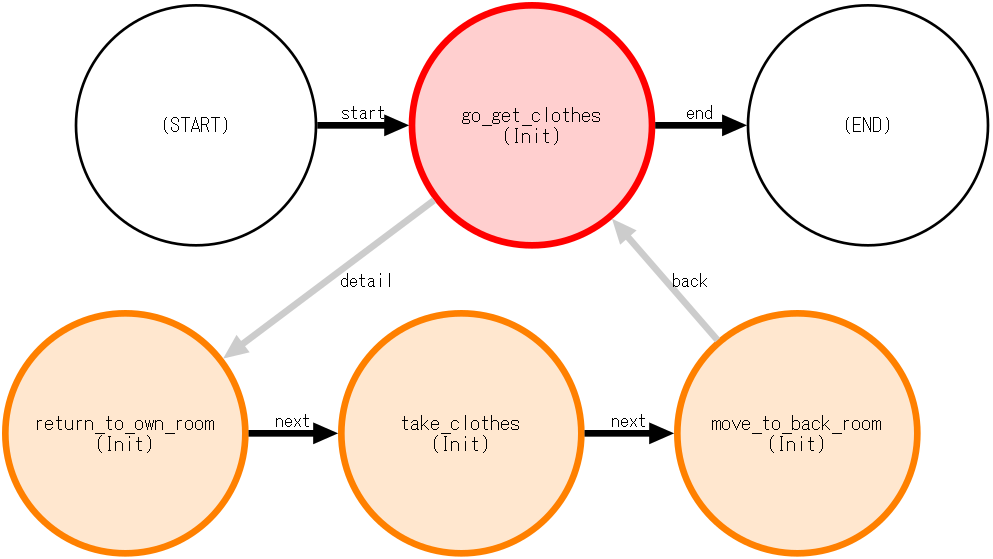 (START)
start
go_get_clothes
(Init)
end
(END)
detail
back
return_to_own_room
(Init)
next
take_clothes
(Init)
next
move_to_back_room
(Init)